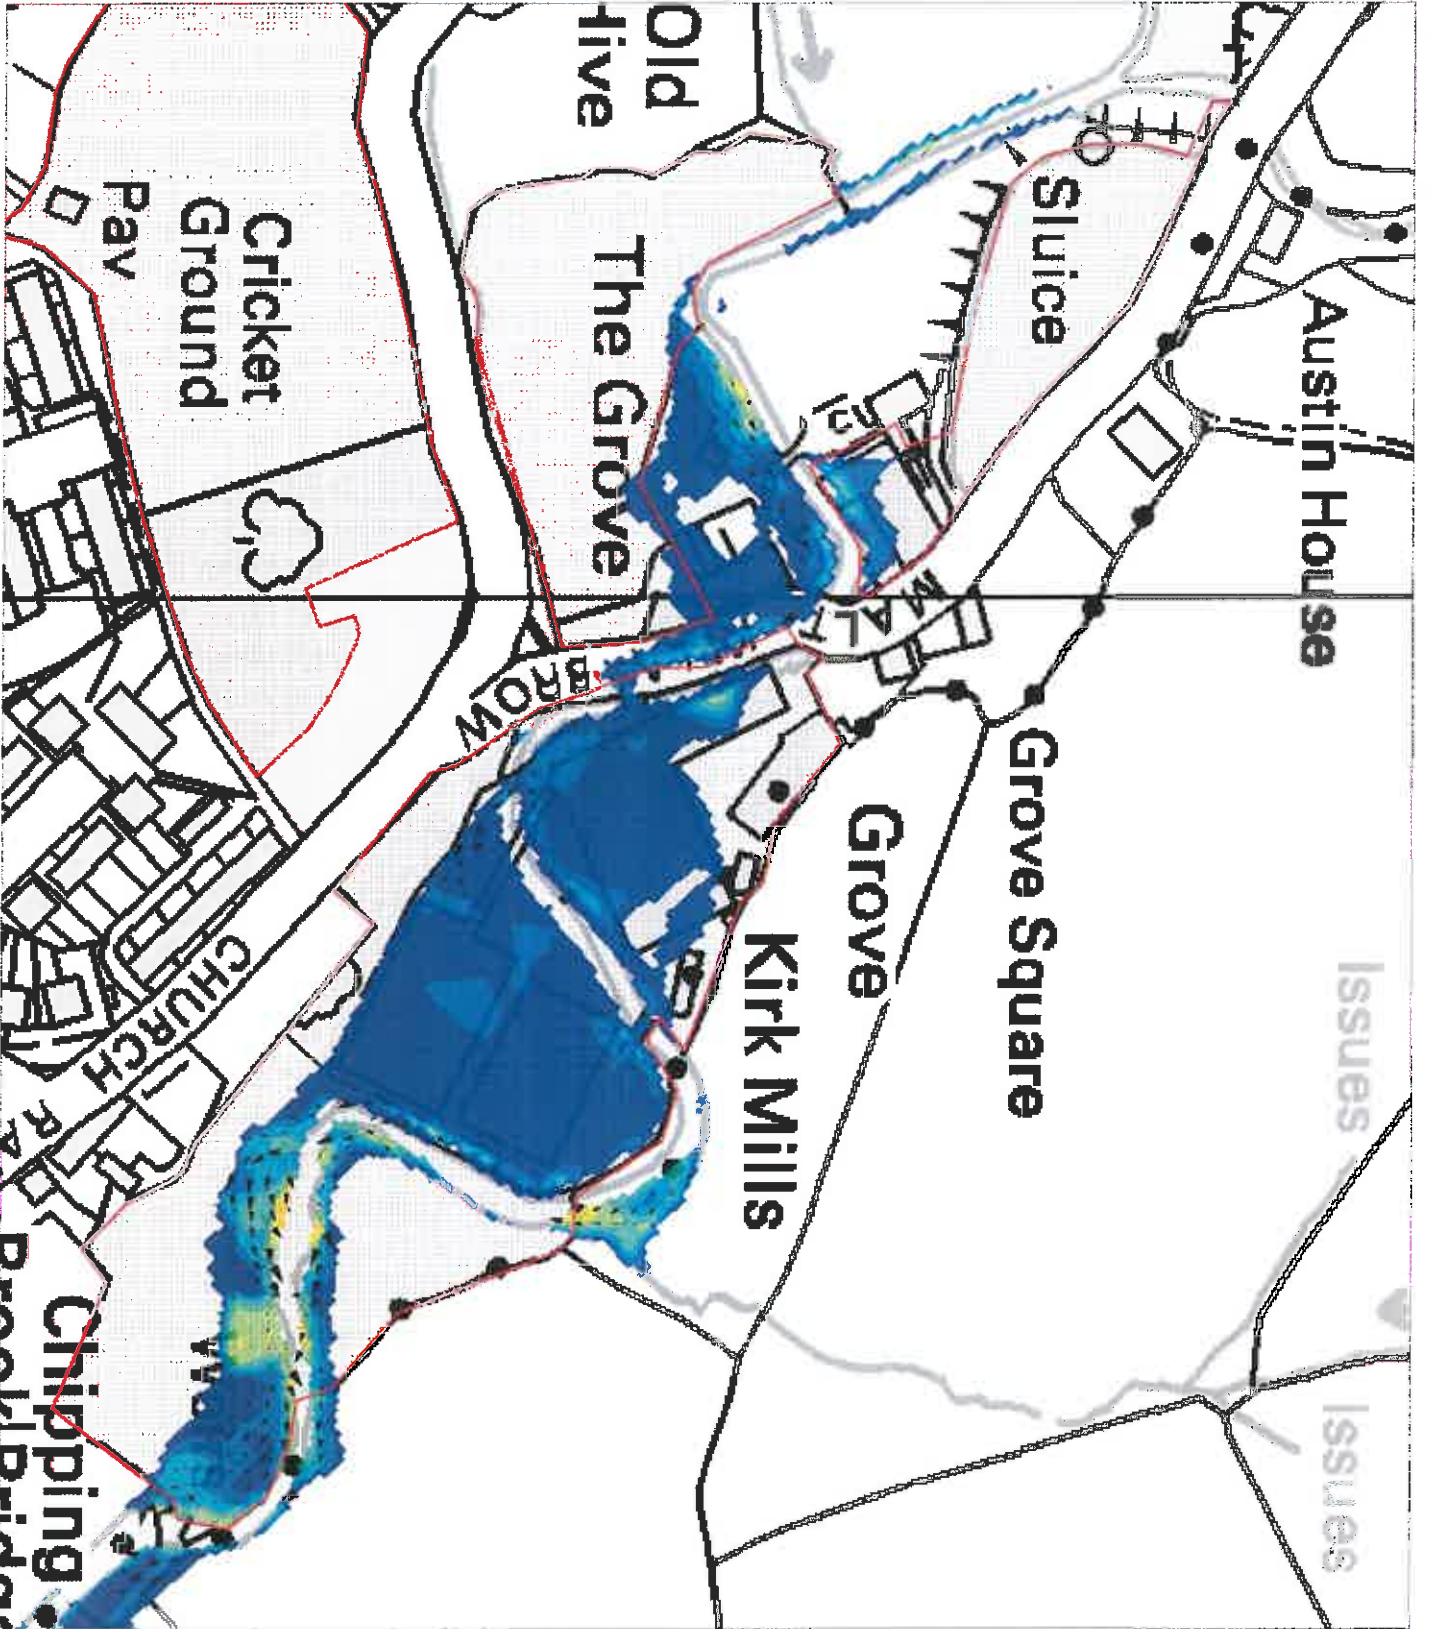 Austin House
Issues
Issues
Sluice
Grove Square
Old
Hive
The Grove
MALT
Grove
Kirk Mills
BROW
Cricket
Ground
Pav
CHURCH
Chipping